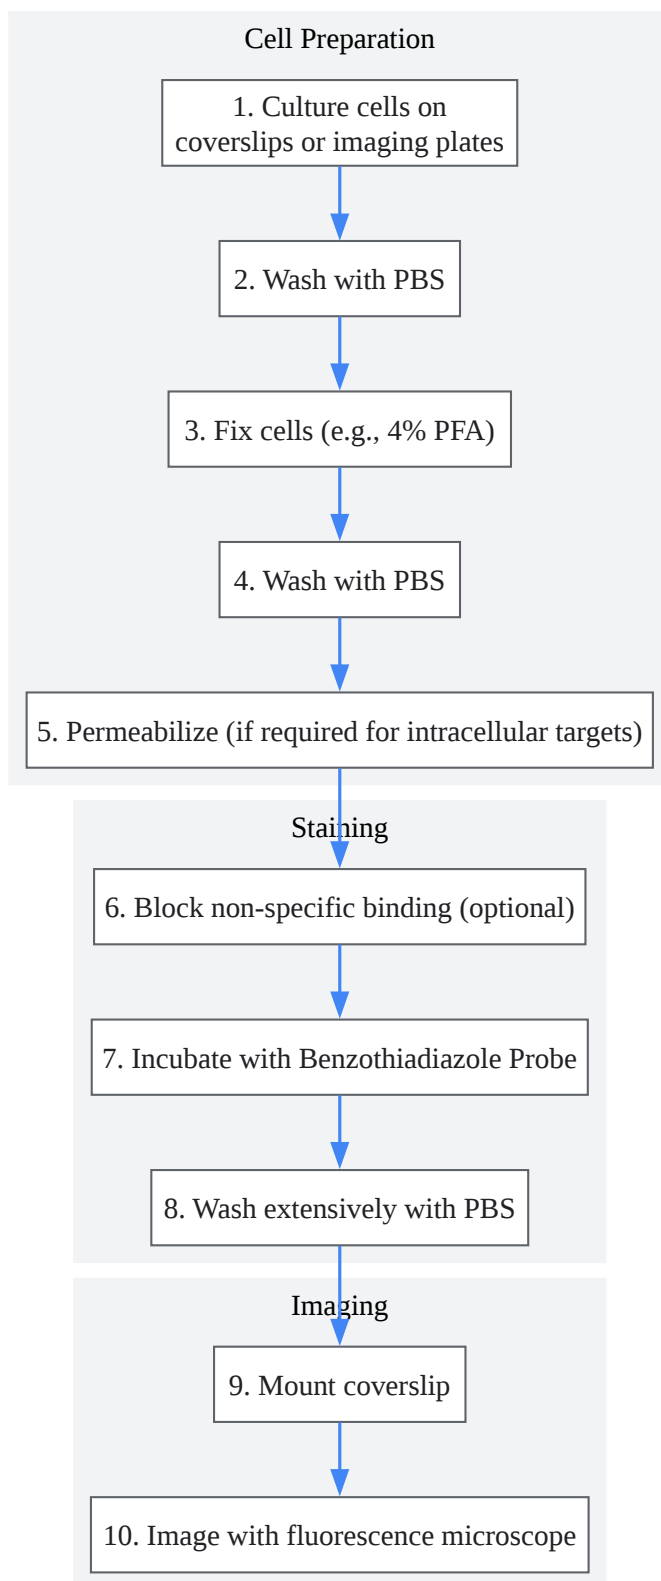 Cell Preparation
1. Culture cells on
coverslips or imaging plates
2. Wash with PBS
3. Fix cells (e.g., 4% PFA)
4. Wash with PBS
5. Permeabilize (if required for intracellular targets)
Staining
6. Block non-specific binding (optional)
7. Incubate with Benzothiadiazole Probe
8. Wash extensively with PBS
Imaging
9. Mount coverslip
10. Image with fluorescence microscope